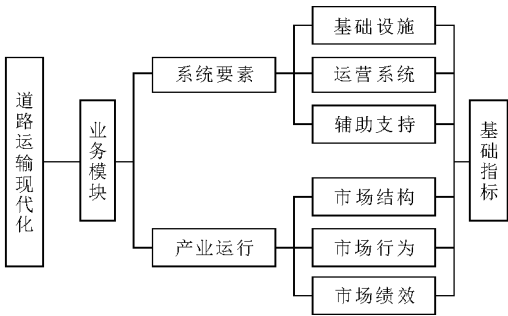 道路运输现代化
业务模块
系统要素
基础设施
运营系统
辅助支持
产业运行
市场结构
市场行为
市场绩效
基础指标